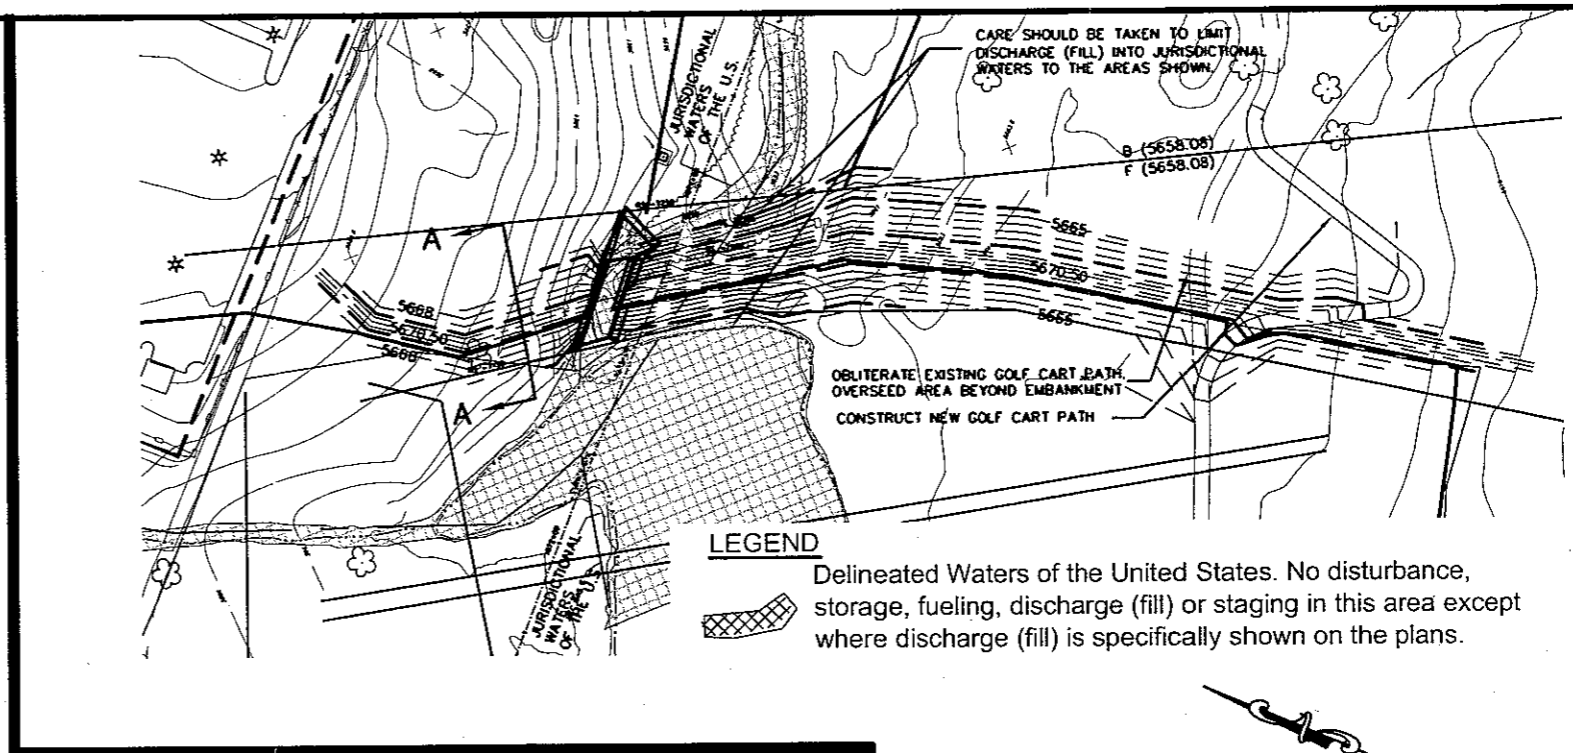 CARE SHOULD BE TAKEN TO LIMIT
DISCHARGE (FILL) INTO JURISDICTIONAL
WATERS TO THE AREAS SHOWN.
JURISDICTIONAL
WATERS
OF THE U.S.
B (5658.08)
F (5658.08)
A
5665
5670.50
5668
5670.50
5668
5665
A
OBLITERATE EXISTING GOLF CART PATH,
OVERSEED AREA BEYOND EMBANKMENT
CONSTRUCT NEW GOLF CART PATH
JURISDICTIONAL
WATERS
OF THE U.S.
LEGEND
Delineated Waters of the United States. No disturbance,
storage, fueling, discharge (fill) or staging in this area except
where discharge (fill) is specifically shown on the plans.